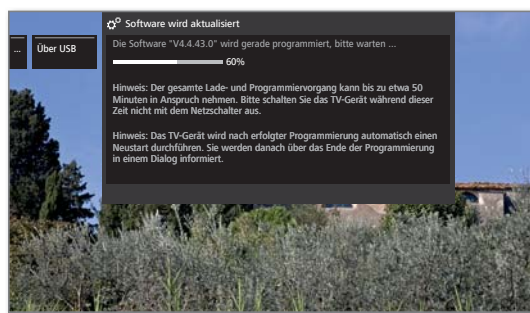 Software wird aktualisiert
... Über USB
Die Software "V4.4.43.0" wird gerade programmiert, bitte warten ...
60%
Hinweis: Der gesamte Lade- und Programmiervorgang kann bis zu etwa 50
Minuten in Anspruch nehmen. Bitte schalten Sie das TV-Gerät während dieser
Zeit nicht mit dem Netzschalter aus.
Hinweis: Das TV-Gerät wird nach erfolgter Programmierung automatisch einen
Neustart durchführen. Sie werden danach über das Ende der Programmierung
in einem Dialog informiert.